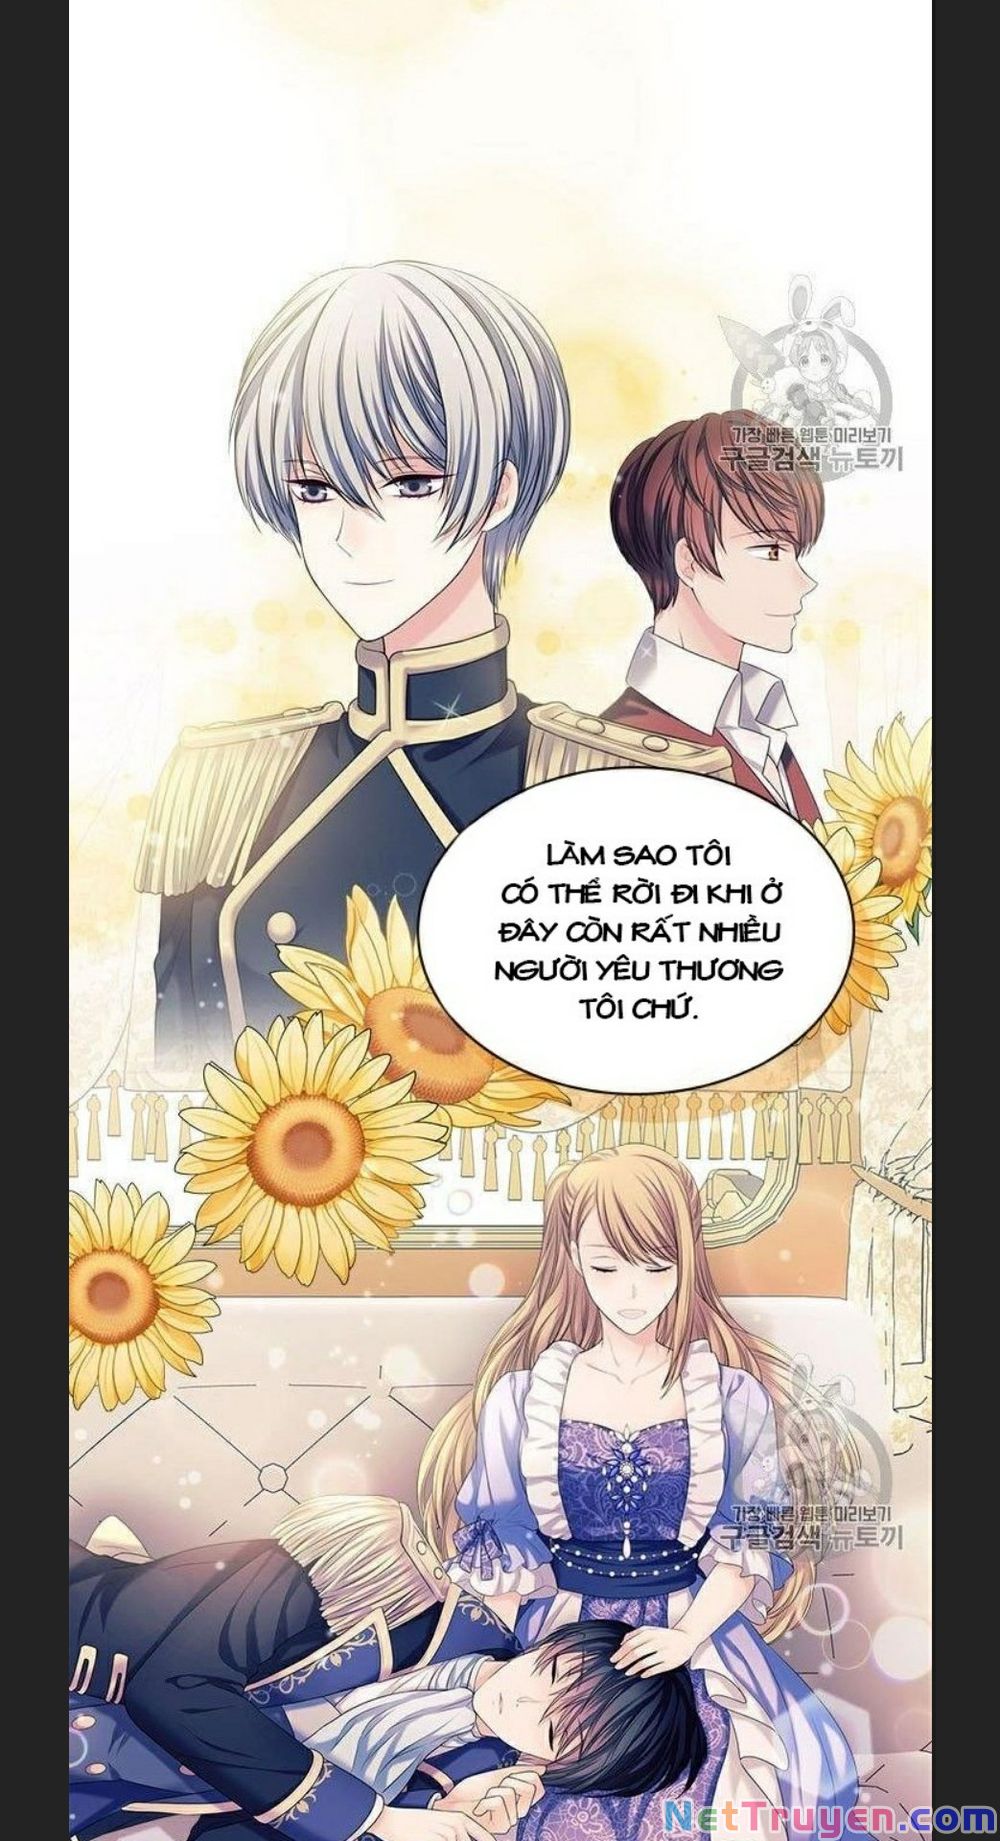 가장 빠른 웹툰 미리보기
구글검색 뉴토끼
LÀM SAO TÔI
CÓ THỂ RỜI ĐI KHI Ở
ĐÂY CÒN RẤT NHIỀU
NGƯỜI YÊU THƯƠNG
TÔI CHỨ.
가장 빠른 웹툰 미리보기
구글검색 뉴토끼
NetTruyen.com